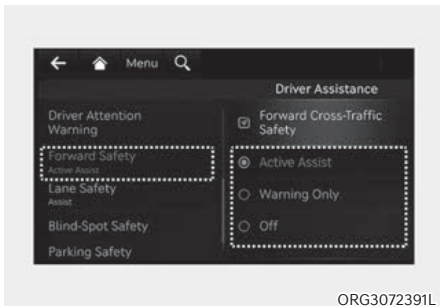 Menu
Driver Assistance
Driver Attention
Warning
Forward Safety
Active Assist
Lane Safety
Assist
Blind-Spot Safety
Parking Safety
Forward Cross-Traffic
Safety
Active Assist
Warning Only
Off
ORG3072391L